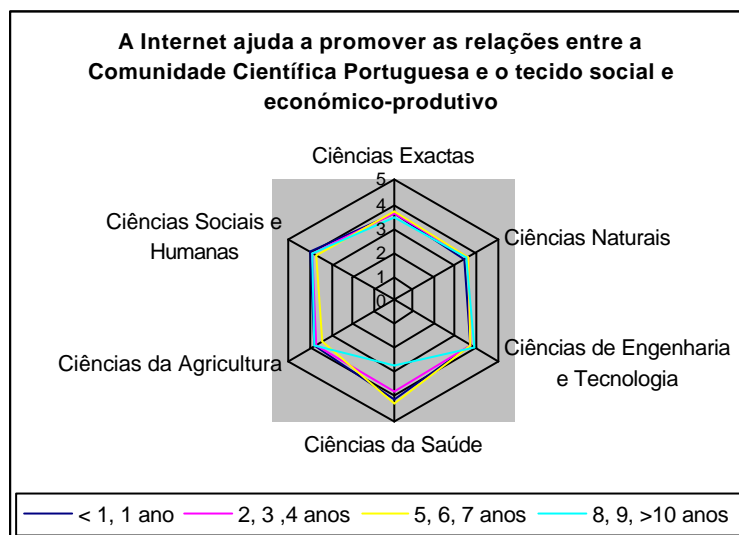 A Internet ajuda a promover as relações entre a
Comunidade Científica Portuguesa e o tecido social e
económico-produtivo
Ciências Exactas
5
4
3
2
1
0
Ciências Sociais e
Humanas
Ciências Naturais
Ciências da Agricultura
Ciências de Engenharia
e Tecnologia
Ciências da Saúde
< 1, 1 ano
2, 3 ,4 anos
5, 6, 7 anos
8, 9, >10 anos